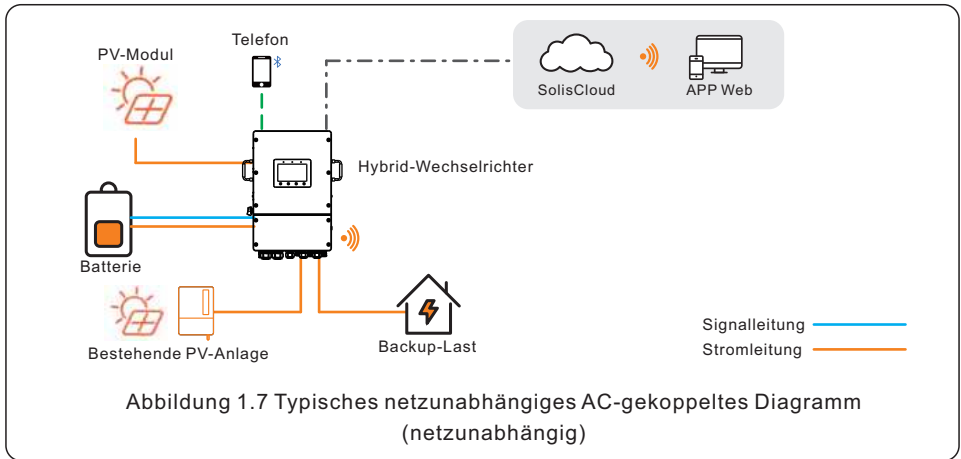 Telefon
PV-Modul
SolisCloud
APP Web
Hybrid-Wechselrichter
Batterie
Bestehende PV-Anlage
Backup-Last
Signalleitung
Stromleitung
Abbildung 1.7 Typisches netzunabhängiges AC-gekoppeltes Diagramm
(netzunabhängig)